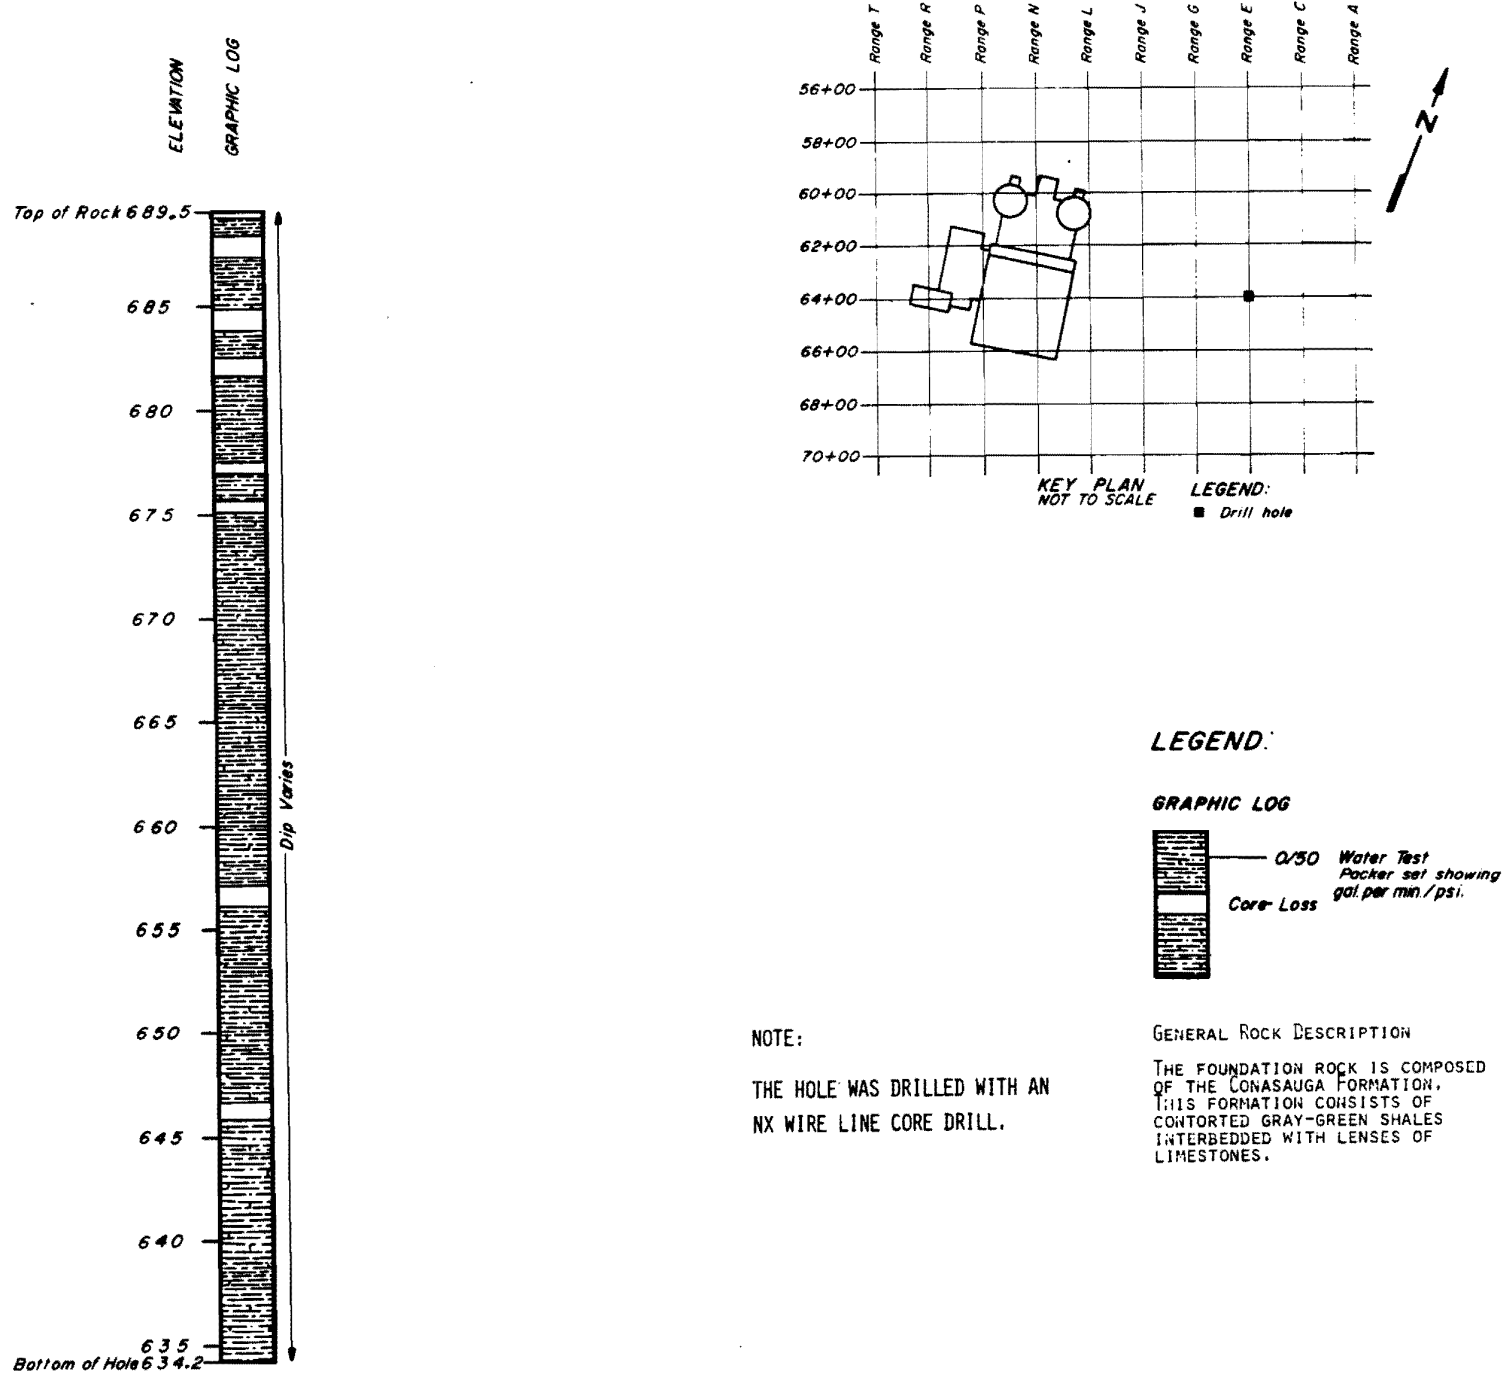 ELEVATION
GRAPHIC LOG
Top of Rock 689.5
685
680
675
670
665
660
655
650
645
640
635
Bottom of Hole 634.2
Dip Varies
Range T
Range R
Range P
Range N
Range L
Range J
Range G
Range E
Range C
Range A
56+00
58+00
60+00
62+00
64+00
66+00
68+00
70+00
N
KEY PLAN
NOT TO SCALE
LEGEND:
Drill hole
LEGEND:
GRAPHIC LOG
0/50 Water Test
Packer set showing
gal. per min./psi.
Core Loss
NOTE:
THE HOLE WAS DRILLED WITH AN
NX WIRE LINE CORE DRILL.
GENERAL ROCK DESCRIPTION
THE FOUNDATION ROCK IS COMPOSED
OF THE CONASAUGA FORMATION.
THIS FORMATION CONSISTS OF
CONTORTED GRAY-GREEN SHALES
INTERBEDDED WITH LENSES OF
LIMESTONES.